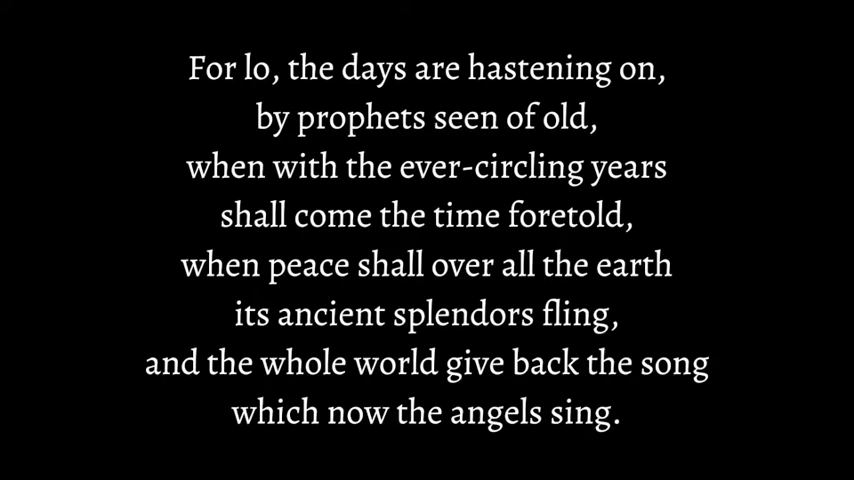 For lo, the days are hastening on,
by prophets seen of old,
when with the ever-circling years
shall come the time foretold,
when peace shall over all the earth
its ancient splendors fling,
and the whole world give back the song
which now the angels sing.